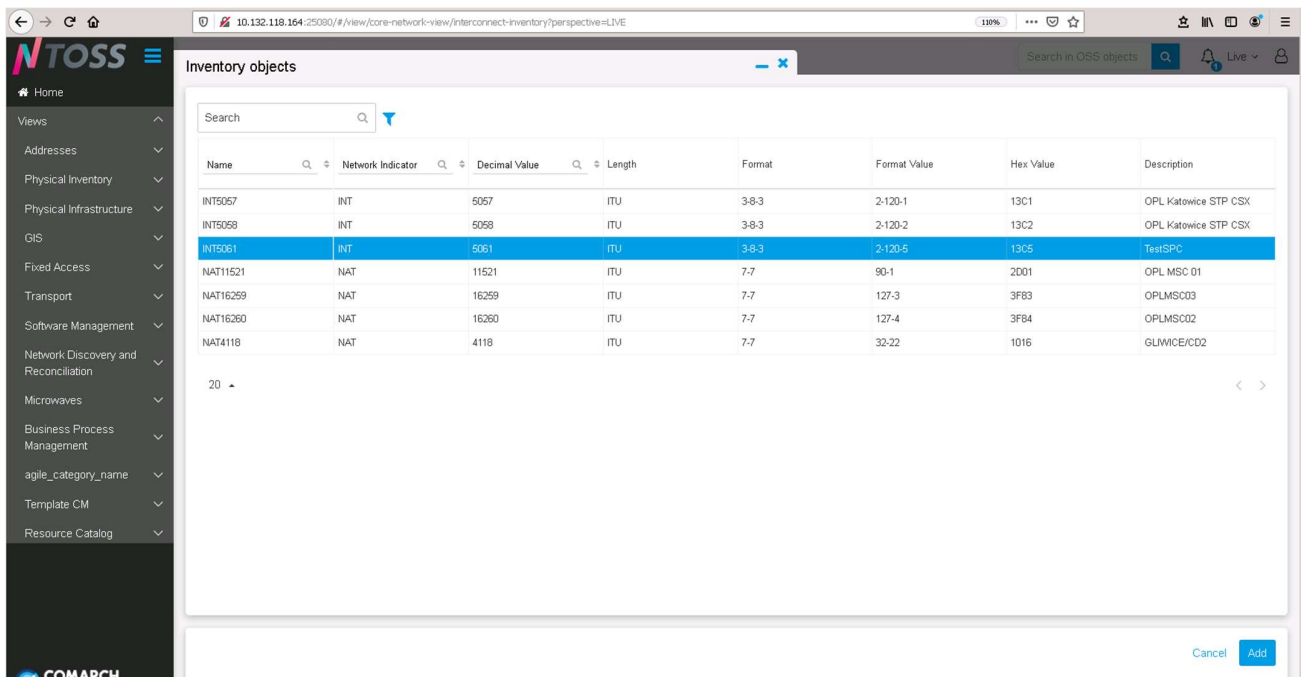 10.132.118.164:25080/#/view/core-network-view/interconnect-inventory?perspective=LIVE
110%
NTOSS
Inventory objects
Search in OSS objects
1
Live
Home
Views
Addresses
Physical Inventory
Physical Infrastructure
GIS
Fixed Access
Transport
Software Management
Network Discovery and
Reconciliation
Microwaves
Business Process
Management
agile_category_name
Template CM
Resource Catalog
COMARCH
Search
Name Network Indicator Decimal Value Length Format Format Value Hex Value Description
INT5057 INT 5057 ITU 3-8-3 2-120-1 13C1 OPL Katowice STP CSX
INT5058 INT 5058 ITU 3-8-3 2-120-2 13C2 OPL Katowice STP CSX
INT5061 INT 5061 ITU 3-8-3 2-120-5 13C5 TestSPC
NAT11521 NAT 11521 ITU 7-7 90-1 2D01 OPL MSC 01
NAT16259 NAT 16259 ITU 7-7 127-3 3F83 OPLMSC03
NAT16260 NAT 16260 ITU 7-7 127-4 3F84 OPLMSC02
NAT4118 NAT 4118 ITU 7-7 32-22 1016 GLIWICE/CD2
20
Cancel Add